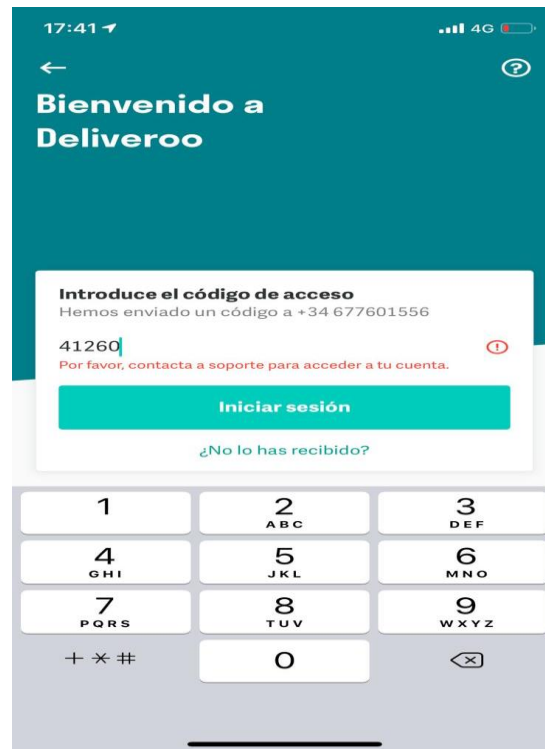 17:41 4G
Bienvenido a
Deliveroo
Introduce el código de acceso
Hemos enviado un código a +34 677601556
41260
Por favor, contacta a soporte para acceder a tu cuenta.
Iniciar sesión
¿No lo has recibido?
1 2 3
ABC DEF
4 5 6
GHI JKL MNO
7 8 9
PQRS TUV WXYZ
+ * # 0